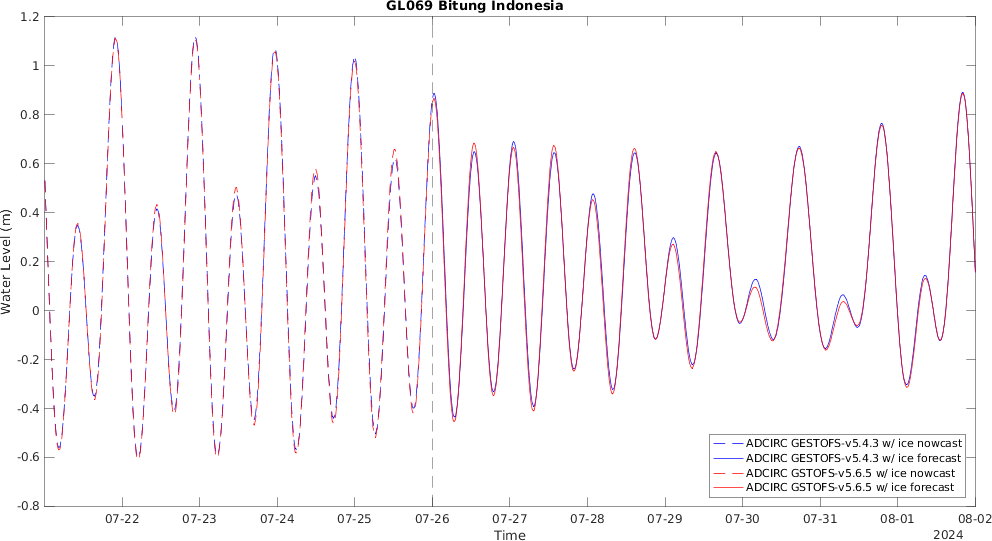 GL069 Bitung Indonesia
1.2
1
0.8
0.6
0.4
0.2
0
-0.2
-0.4
-0.6
-0.8
Water Level (m)
ADCIRC GESTOFS-v5.4.3 w/ ice nowcast
ADCIRC GESTOFS-v5.4.3 w/ ice forecast
ADCIRC GSTOFS-v5.6.5 w/ ice nowcast
ADCIRC GSTOFS-v5.6.5 w/ ice forecast
07-22 07-23 07-24 07-25 07-26 07-27 07-28 07-29 07-30 07-31 08-01 08-02
Time
2024